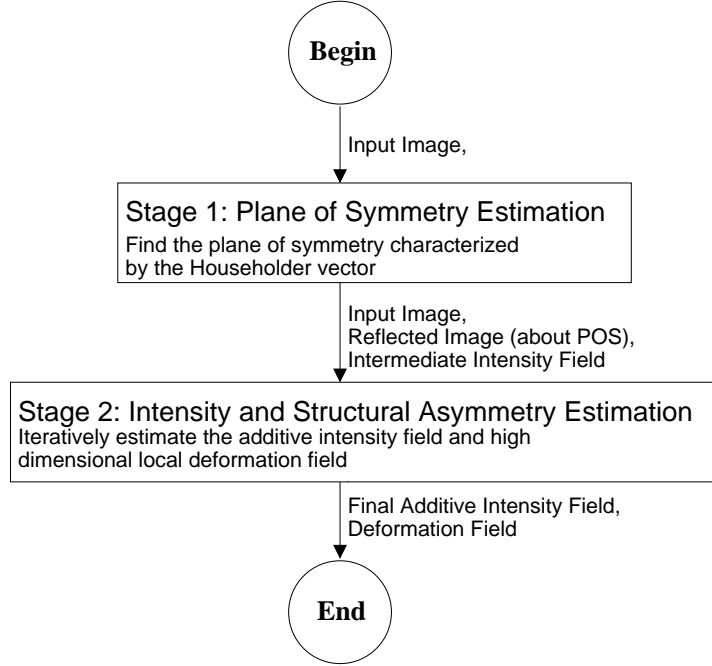 Begin
Input Image,
Stage 1: Plane of Symmetry Estimation
Find the plane of symmetry characterized
by the Householder vector
Input Image,
Reflected Image (about POS),
Intermediate Intensity Field
Stage 2: Intensity and Structural Asymmetry Estimation
Iteratively estimate the additive intensity field and high
dimensional local deformation field
Final Additive Intensity Field,
Deformation Field
End